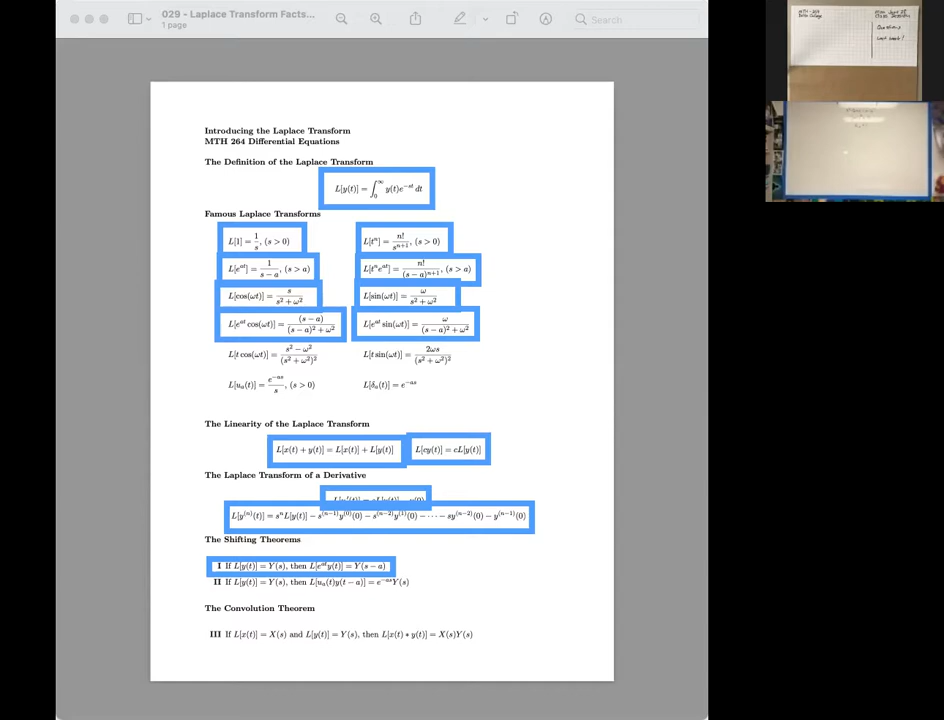 029 - Laplace Transform Facts...
1 page
Search
Introducing the Laplace Transform
MTH 264 Differential Equations
The Definition of the Laplace Transform
L[y(t)] = ∫₀^∞ y(t)e^{-st} dt
Famous Laplace Transforms
L[1] = 1/s, (s > 0)
L[t^n] = n!/s^{n+1}, (s > 0)
L[e^{at}] = 1/(s − a), (s > a)
L[t^n e^{at}] = n!/(s − a)^{n+1}, (s > a)
L[cos(ωt)] = s/(s² + ω²)
L[sin(ωt)] = ω/(s² + ω²)
L[e^{at} cos(ωt)] = (s − a)/((s − a)² + ω²)
L[e^{at} sin(ωt)] = ω/((s − a)² + ω²)
L[t cos(ωt)] = (s² − ω²)/(s² + ω²)²
L[t sin(ωt)] = 2ωs/(s² + ω²)²
L[u_a(t)] = e^{-as}/s, (s > 0)
L[δ_a(t)] = e^{-as}
The Linearity of the Laplace Transform
L[x(t) + y(t)] = L[x(t)] + L[y(t)]
L[cy(t)] = cL[y(t)]
The Laplace Transform of a Derivative
L[y^{(n)}(t)] = s^n L[y(t)] − s^{(n−1)}y^{(0)}(0) − s^{(n−2)}y^{(1)}(0) − ··· − sy^{(n−2)}(0) − y^{(n−1)}(0)
The Shifting Theorems
I If L[y(t)] = Y(s), then L[e^{at}y(t)] = Y(s − a)
II If L[y(t)] = Y(s), then L[u_a(t)y(t − a)] = e^{-as}Y(s)
The Convolution Theorem
III If L[x(t)] = X(s) and L[y(t)] = Y(s), then L[x(t) ∗ y(t)] = X(s)Y(s)
MTH-264
Questions